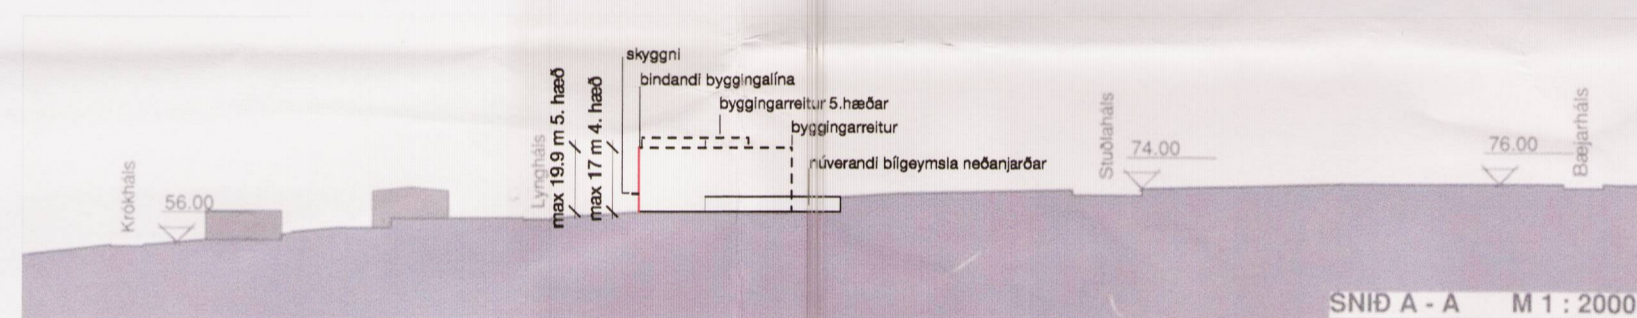 skyggni
bindandi byggingalína
byggingarreitur 5.hæðar
byggingarreitur
núverandi bílgeymsla neðanjarðar
max 19.9 m 5. hæð
max 17 m 4. hæð
Krókháls
56.00
Lyngháls
Stuðlaháls
74.00
76.00
Bæjarháls
SNIÐ A - A M 1 : 2000